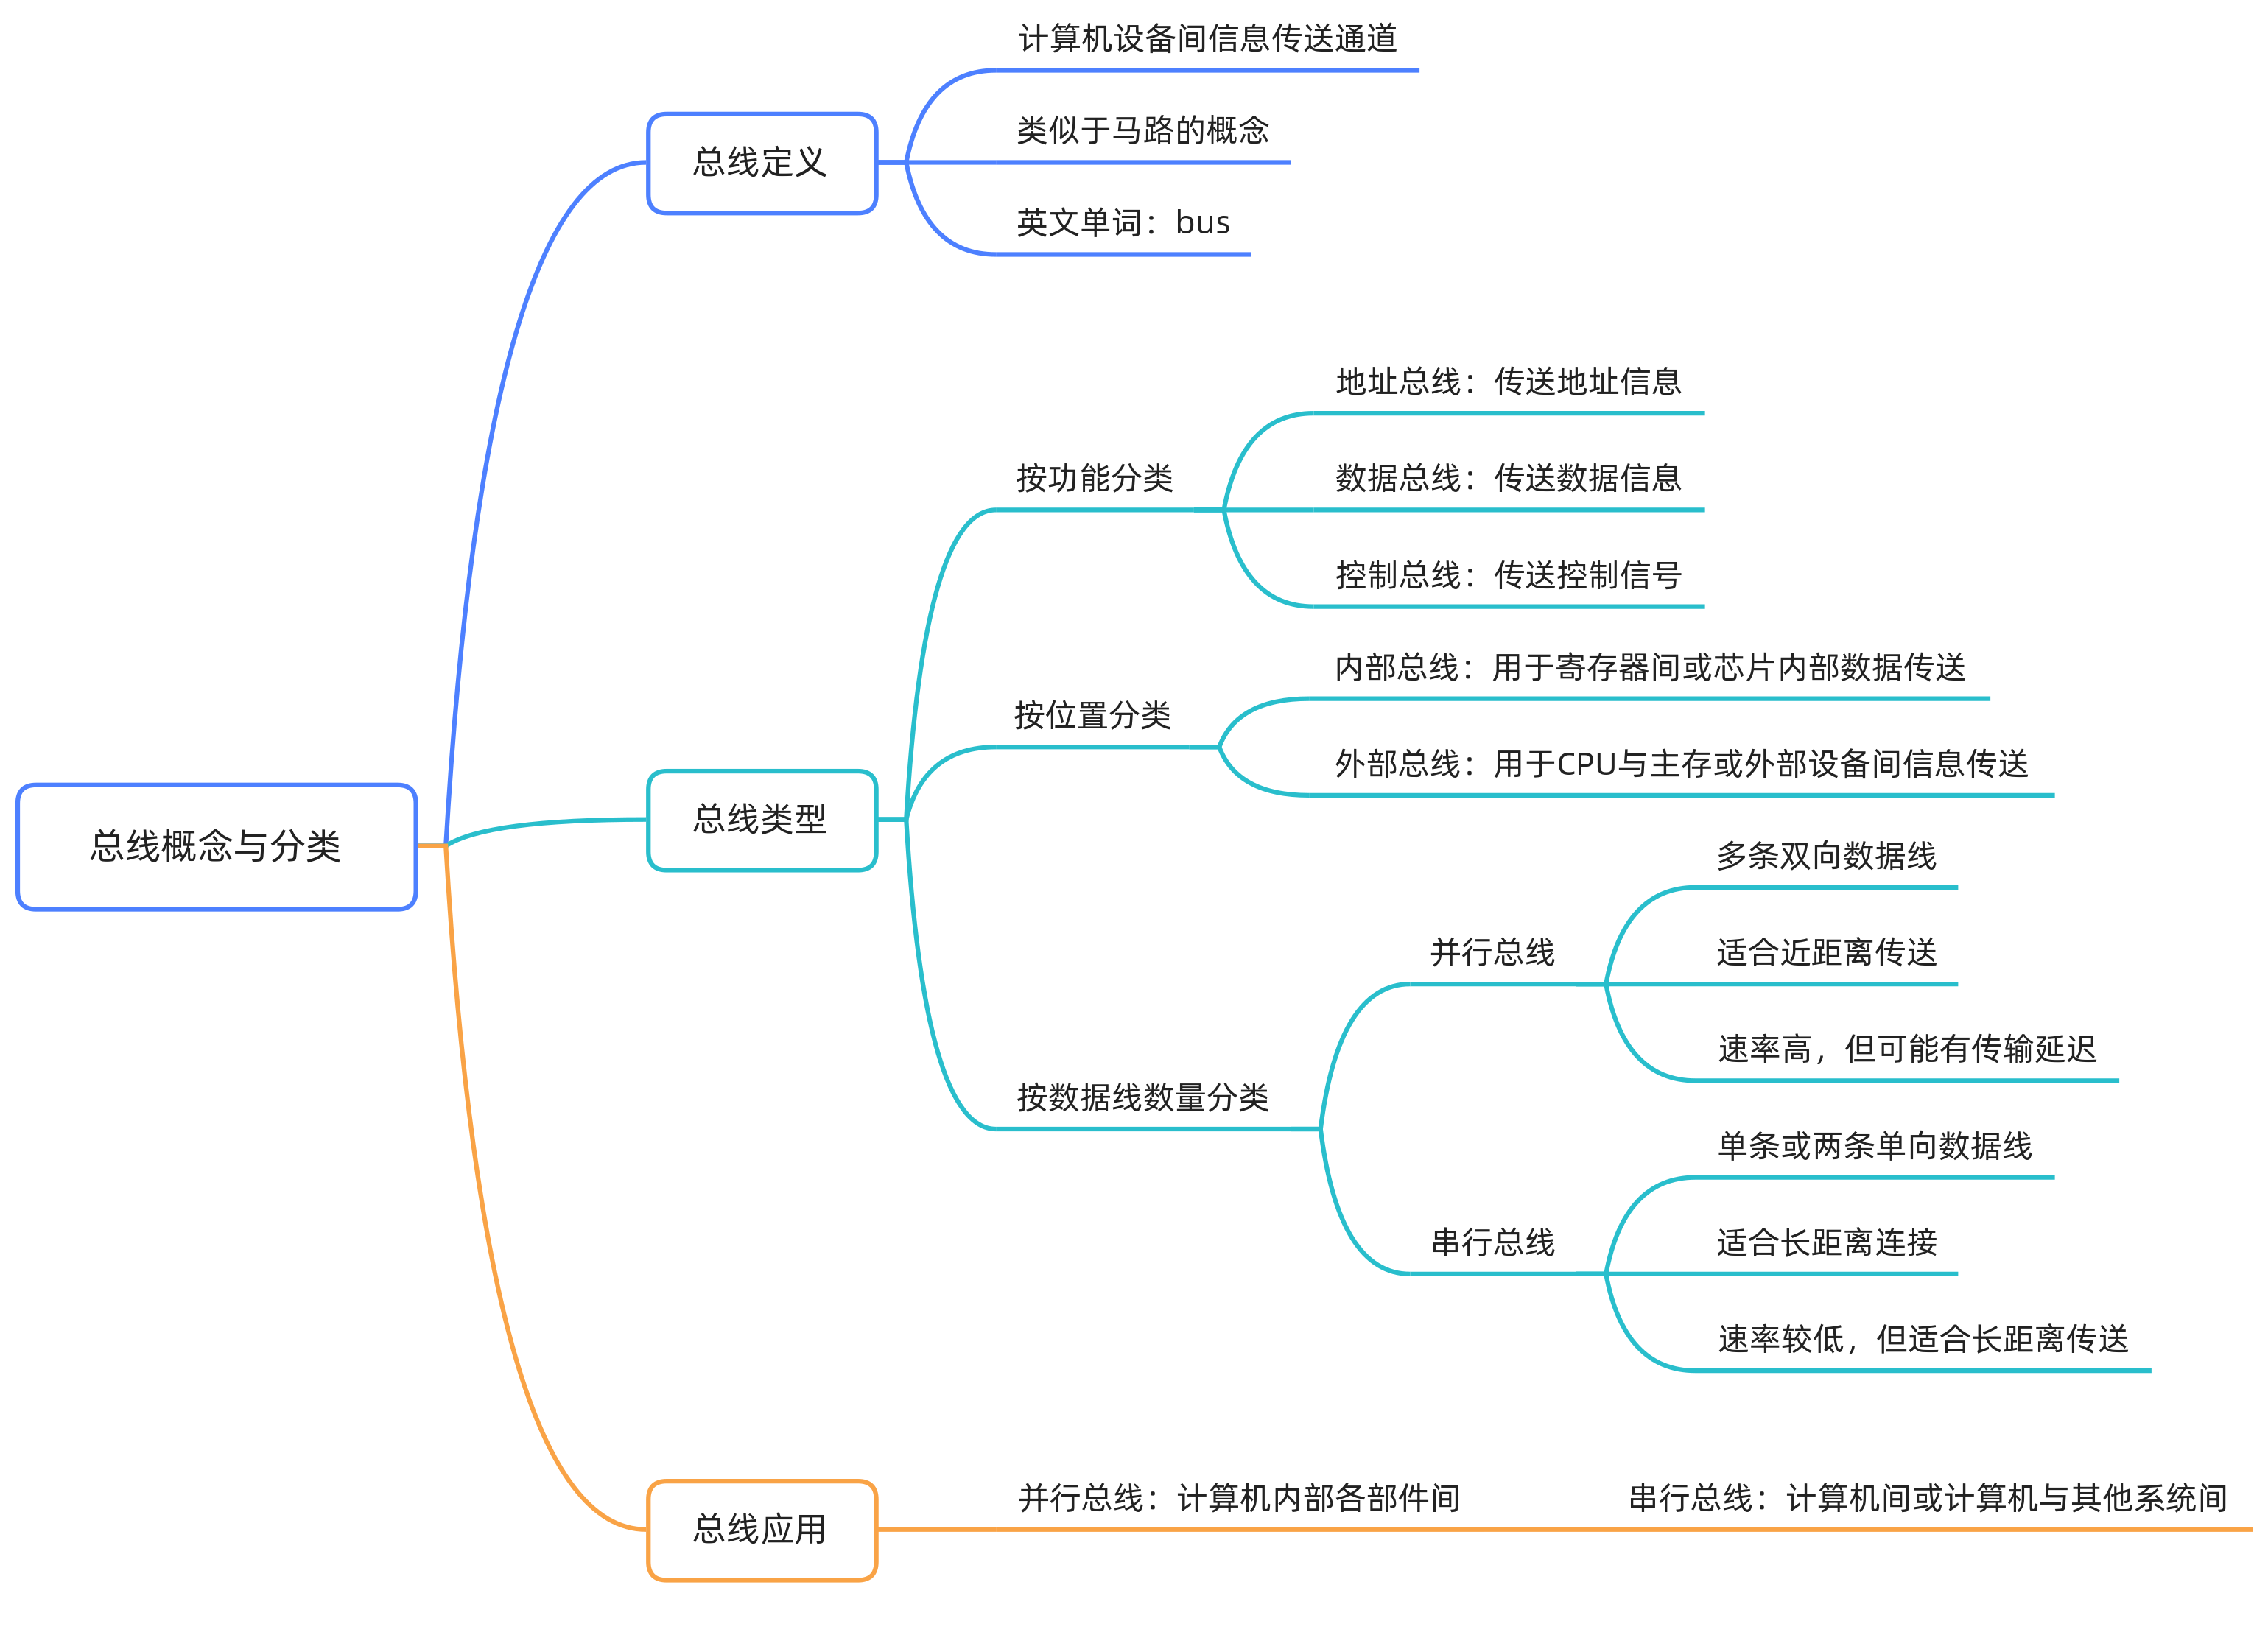 总线概念与分类
总线定义
计算机设备间信息传送通道
类似于马路的概念
英文单词：bus
总线类型
按功能分类
地址总线：传送地址信息
数据总线：传送数据信息
控制总线：传送控制信号
按位置分类
内部总线：用于寄存器间或芯片内部数据传送
外部总线：用于CPU与主存或外部设备间信息传送
按数据线数量分类
并行总线
多条双向数据线
适合近距离传送
速率高，但可能有传输延迟
串行总线
单条或两条单向数据线
适合长距离连接
速率较低，但适合长距离传送
总线应用
并行总线：计算机内部各部件间
串行总线：计算机间或计算机与其他系统间